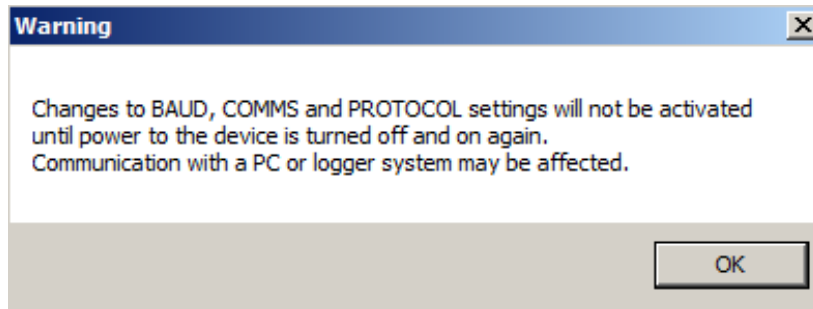 Warning
Changes to BAUD, COMMS and PROTOCOL settings will not be activated
until power to the device is turned off and on again.
Communication with a PC or logger system may be affected.
OK